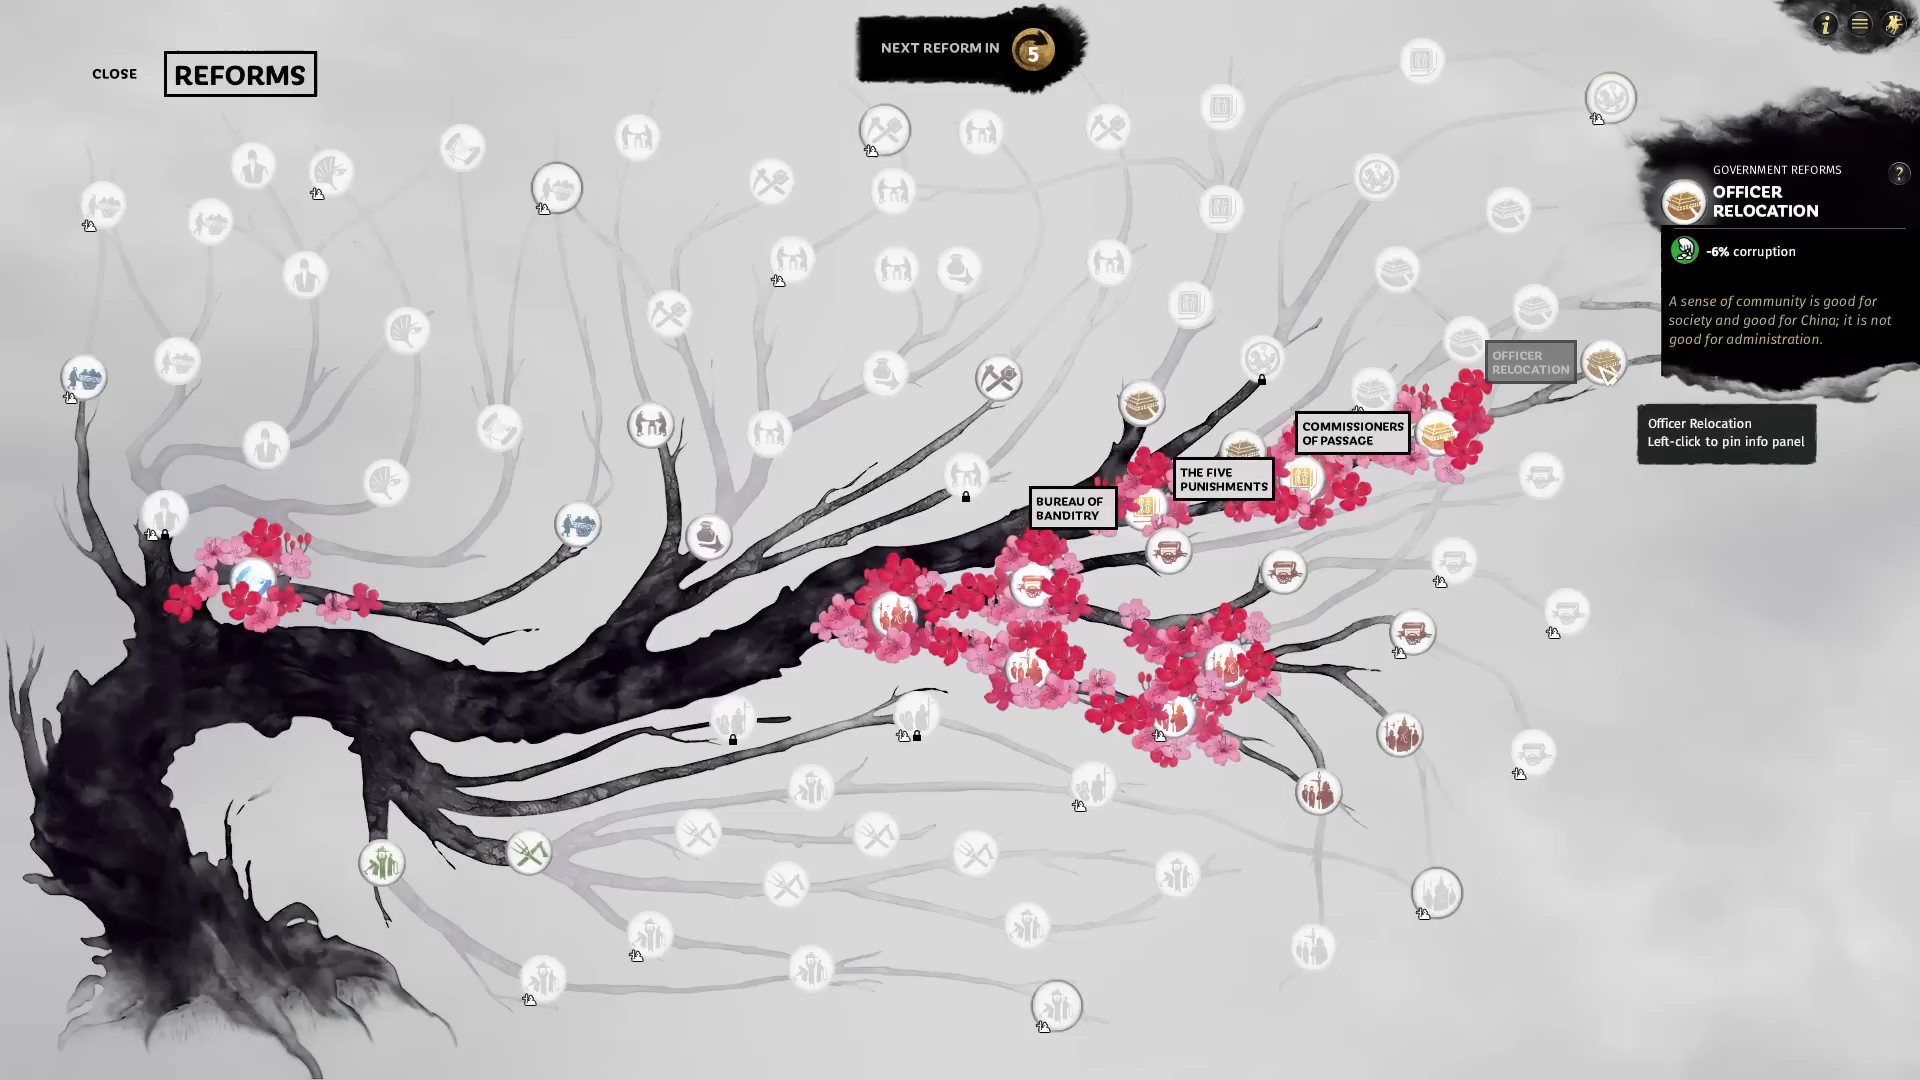 NEXT REFORM IN
5
CLOSE
REFORMS
GOVERNMENT REFORMS
?
OFFICER
RELOCATION
-6% corruption
A sense of community is good for
society and good for China; it is not
good for administration.
OFFICER
RELOCATION
Officer Relocation
Left-click to pin info panel
COMMISSIONERS
OF PASSAGE
THE FIVE
PUNISHMENTS
BUREAU OF
BANDITRY